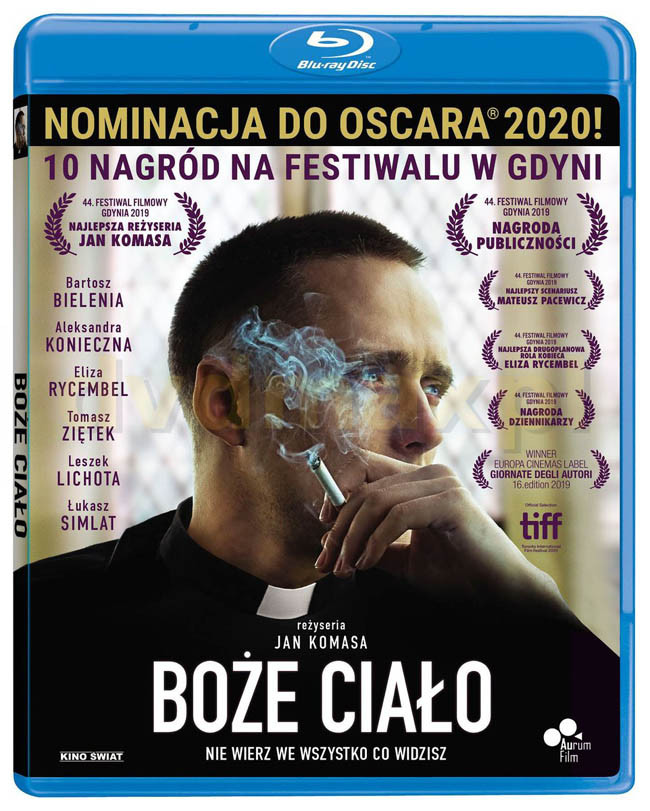 Blu-ray Disc
NOMINACJA DO OSCARA® 2020!
10 NAGRÓD NA FESTIWALU W GDYNI
44. FESTIWAL FILMOWY
GDYNIA 2019
NAJLEPSZA REŻYSERIA
JAN KOMASA
44. FESTIWAL FILMOWY
GDYNIA 2019
NAGRODA
PUBLICZNOŚCI
44. FESTIWAL FILMOWY
GDYNIA 2019
NAJLEPSZY SCENARIUSZ
MATEUSZ PACEWICZ
44. FESTIWAL FILMOWY
GDYNIA 2019
NAJLEPSZA DRUGOPLANOWA
ROLA KOBIECA
ELIZA RYCEMBEL
44. FESTIWAL FILMOWY
GDYNIA 2019
NAGRODA
DZIENNIKARZY
WINNER
EUROPA CINEMAS LABEL
GIORNATE DEGLI AUTORI
16.edition 2019
Official Selection
tiff
Toronto International
Bartosz
BIELENIA
Aleksandra
KONIECZNA
Eliza
RYCEMBEL
Tomasz
ZIĘTEK
Leszek
LICHOTA
Łukasz
SIMLAT
BOŻE CIAŁO
reżyseria
JAN KOMASA
BOŻE CIAŁO
NIE WIERZ WE WSZYSTKO CO WIDZISZ
KINO ŚWIAT
Aurum
Film